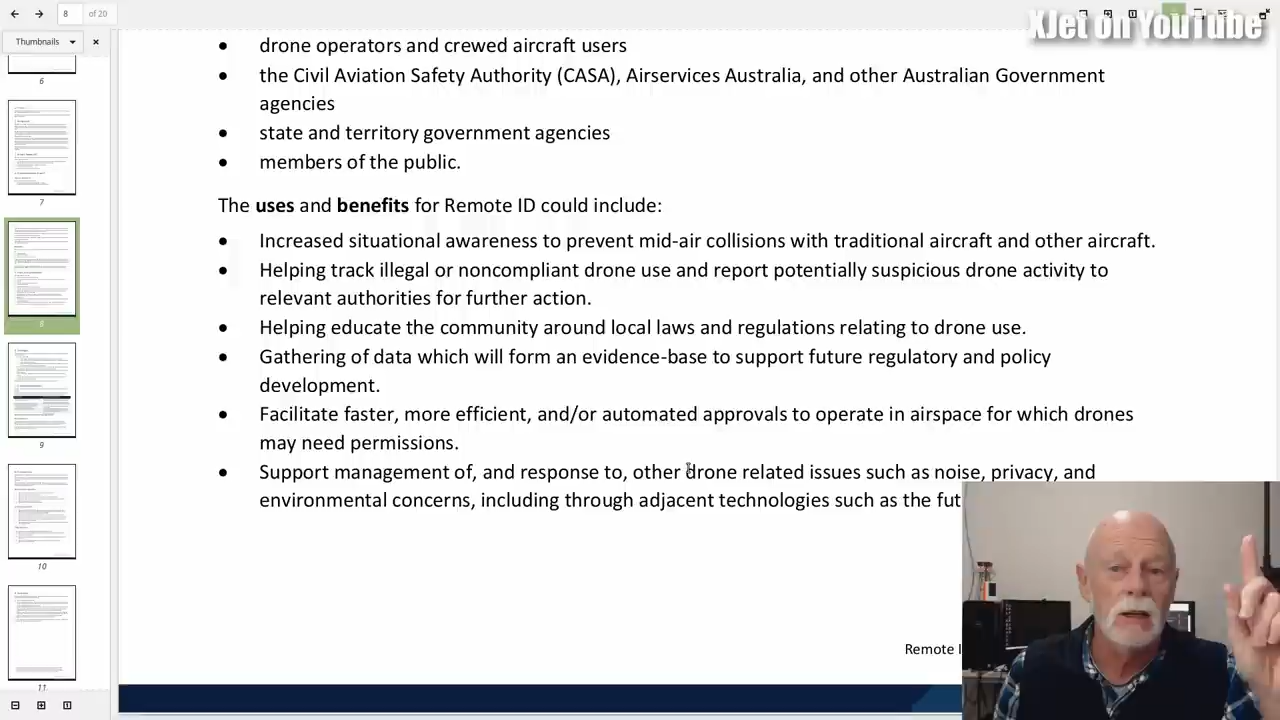 8 of 20
XJet on YouTube
Thumbnails
6
7
8
9
10
11
• drone operators and crewed aircraft users
• the Civil Aviation Safety Authority (CASA), Airservices Australia, and other Australian Government
agencies
• state and territory government agencies
• members of the public.
The uses and benefits for Remote ID could include:
• Increased situational awareness to prevent mid-air collisions with traditional aircraft and other aircraft.
• Helping track illegal or noncompliant drone use and report potentially suspicious drone activity to
relevant authorities for further action.
• Helping educate the community around local laws and regulations relating to drone use.
• Gathering of data which will form an evidence-base to support future regulatory and policy
development.
• Facilitate faster, more efficient, and/or automated approvals to operate in airspace for which drones
may need permissions.
• Support management of, and response to, other drone related issues such as noise, privacy, and
environmental concerns, including through adjacent technologies such as the fut
Remote I